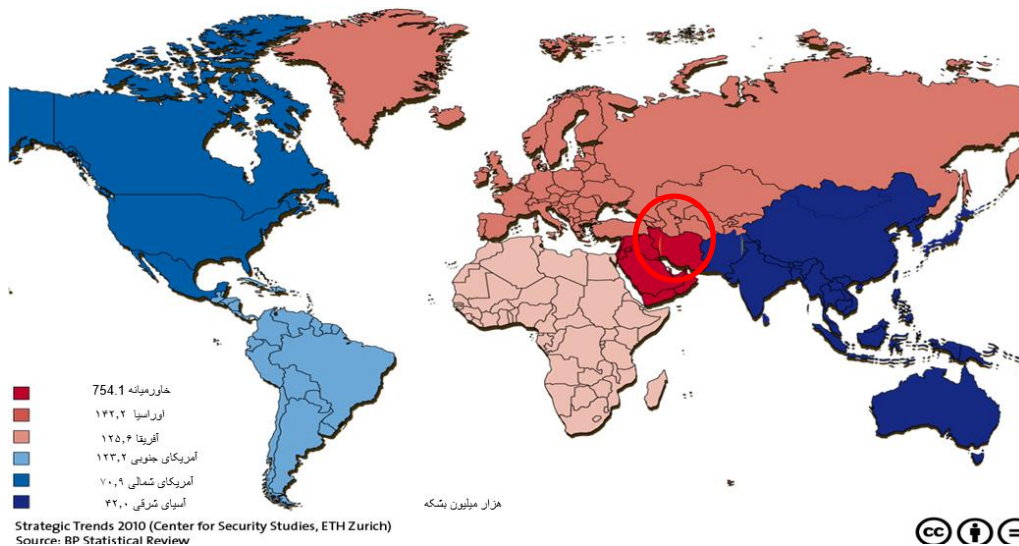 خاورمیانه 754.1
اوراسیا ۱۴۲,۲
آفریقا ۱۲۵,۶
آمریکای جنوبی ۱۲۳,۲
آمریکای شمالی ۷۰,۹
آسیای شرقی ۴۲,۰
هزار میلیون بشکه
Strategic Trends 2010 (Center for Security Studies, ETH Zurich)
Source: BP Statistical Review
cc